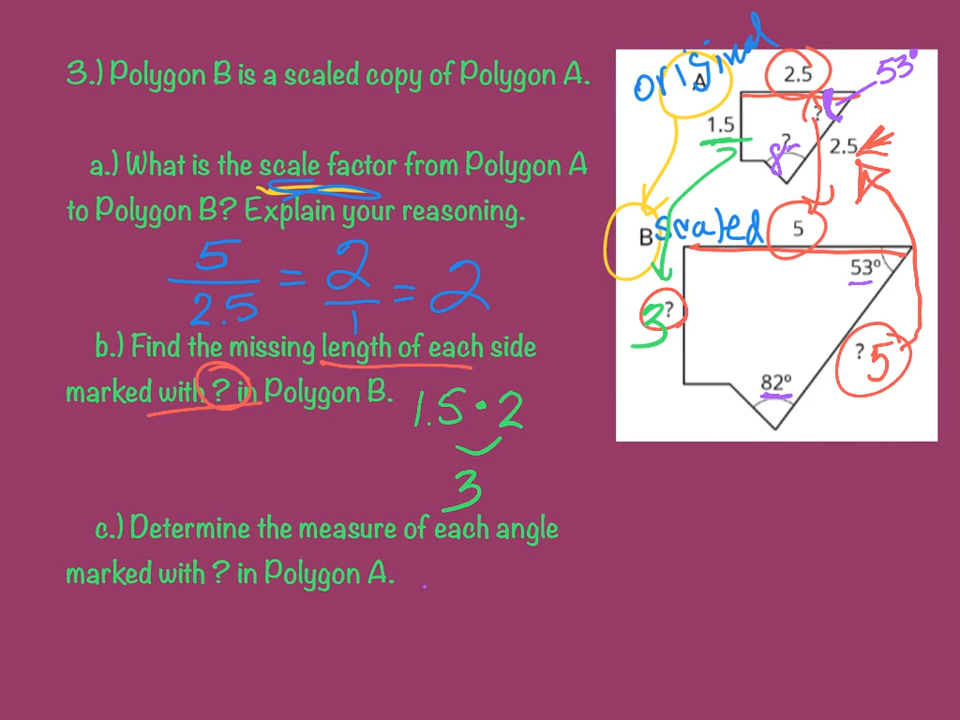 3.) Polygon B is a scaled copy of Polygon A.
a.) What is the scale factor from Polygon A
to Polygon B? Explain your reasoning.
5/2.5 = 2/1 = 2
b.) Find the missing length of each side
marked with ? in Polygon B.
1.5 • 2
3
c.) Determine the measure of each angle
marked with ? in Polygon A.
original
A
2.5
53°
?
1.5
?
8
2.5
B
scaled
5
53°
3
?
?
5
82°